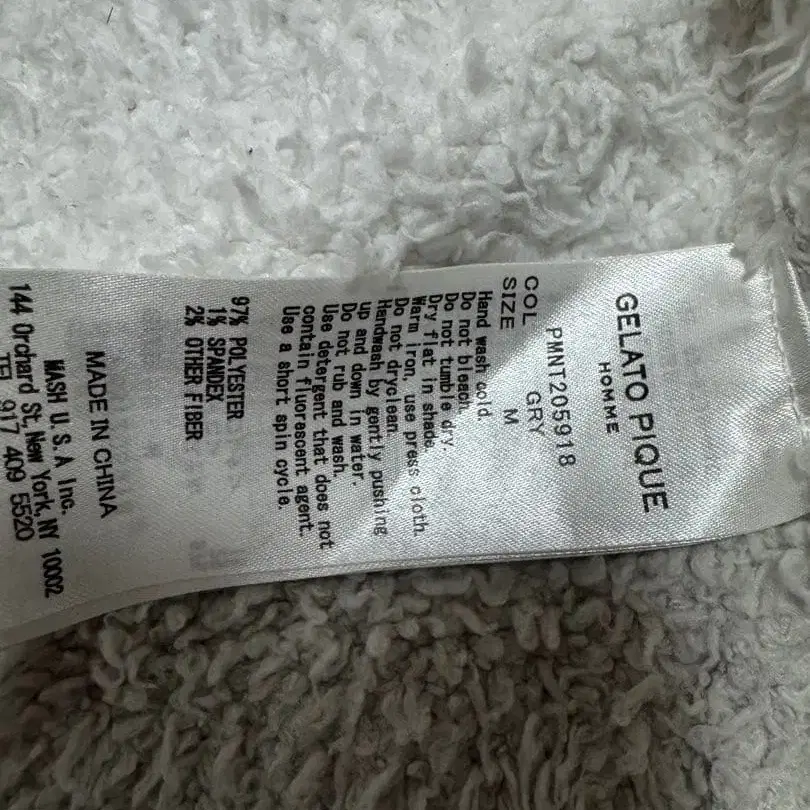 GELATO PIQUE
HOMME
PMNT205918
COL GRY
SIZE M
Hand wash cold.
Do not bleach.
Do not tumble dry.
Dry flat in shade.
Warm iron, use press cloth.
Do not dryclean.
Handwash by gently pushing
up and down in water.
Do not rub and wash.
Use detergent that does not
contain fluorescent agent.
Use a short spin cycle.
97% POLYESTER
1% SPANDEX
2% OTHER FIBER
MADE IN CHINA
MASH U.S.A Inc.
144 Orchard St, New York, NY 10002
TEL 917 409 5520